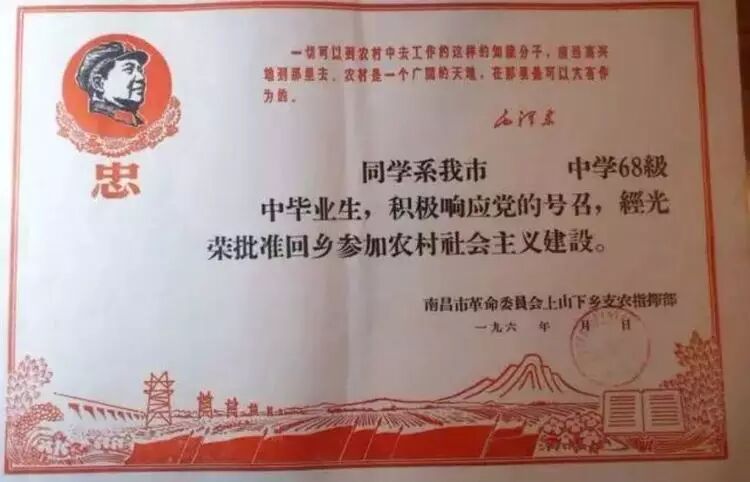 一切可以到农村中去工作的这样的知识分子，应当高兴
地到那里去。农村是一个广阔的天地，在那里是可以大有作
为的。
毛泽东
忠
同学系我市 中学68級
中毕业生，积极响应党的号召，經光
荣批准回乡参加农村社会主义建設。
南昌市革命委員会上山下乡支农指揮部
一九六 年 月 日